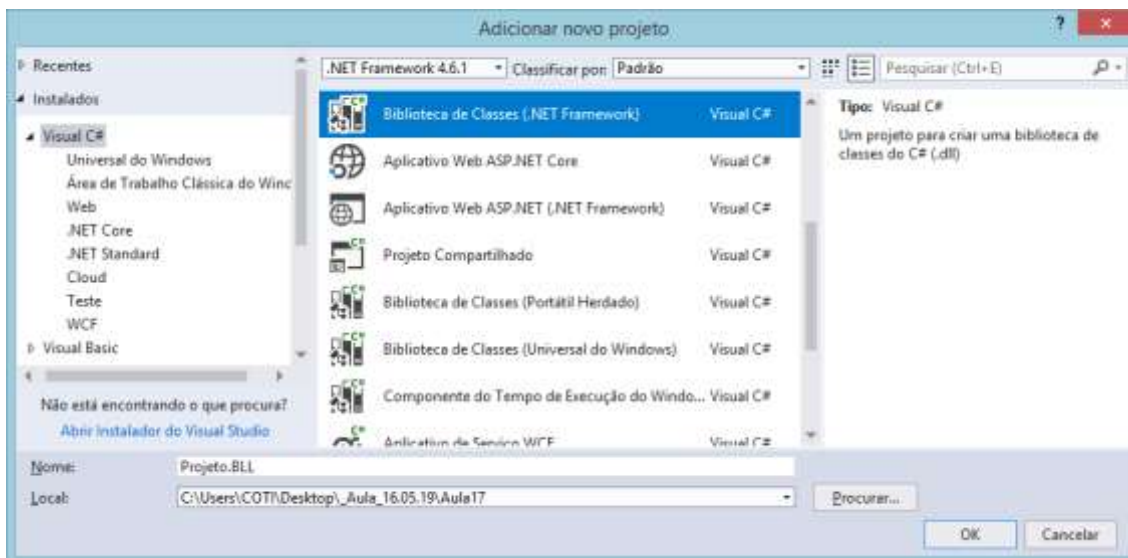 Adicionar novo projeto
?
Recentes
Instalados
Visual C#
Universal do Windows
Área de Trabalho Clássica do Winc
Web
.NET Core
.NET Standard
Cloud
Teste
WCF
Visual Basic
Não está encontrando o que procura?
Abrir Instalador do Visual Studio
.NET Framework 4.6.1 Classificar por: Padrão
Pesquisar (Ctrl+E)
Biblioteca de Classes (.NET Framework) Visual C#
Aplicativo Web ASP.NET Core Visual C#
Aplicativo Web ASP.NET (.NET Framework) Visual C#
Projeto Compartilhado Visual C#
Biblioteca de Classes (Portátil Herdado) Visual C#
Biblioteca de Classes (Universal do Windows) Visual C#
Componente do Tempo de Execução do Windo... Visual C#
Aplicativo de Serviço WCF Visual C#
Tipo: Visual C#
Um projeto para criar uma biblioteca de
classes do C# (.dll)
Nome: Projeto.BLL
Local: C:\Users\COTI\Desktop\_Aula_16.05.19\Aula17
Procurar...
OK Cancelar